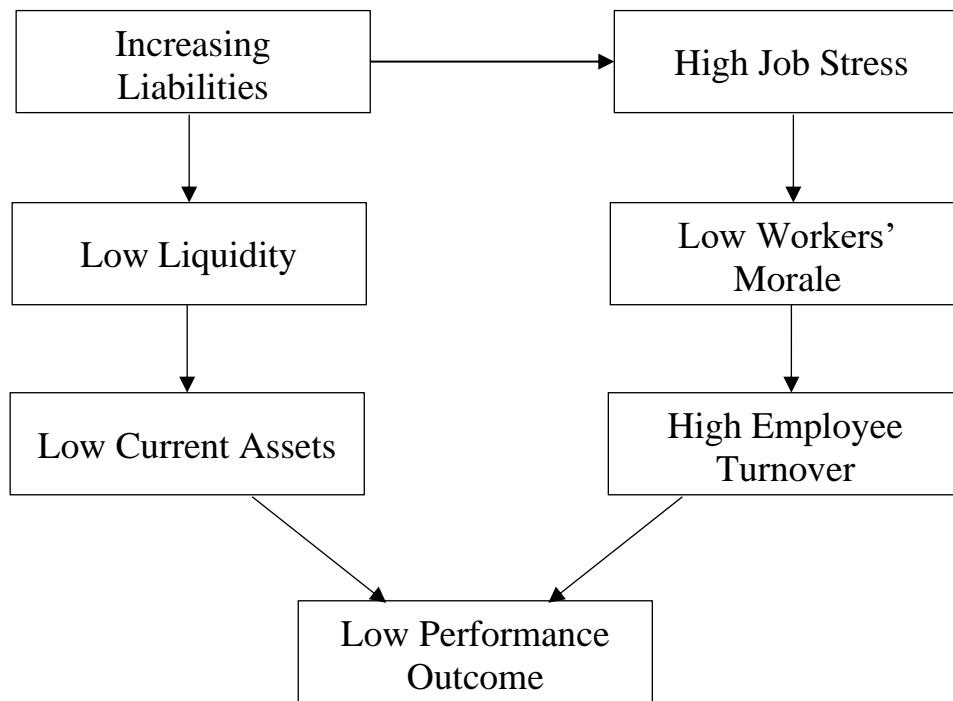 Increasing
Liabilities
High Job Stress
Low Liquidity
Low Workers’
Morale
Low Current Assets
High Employee
Turnover
Low Performance
Outcome